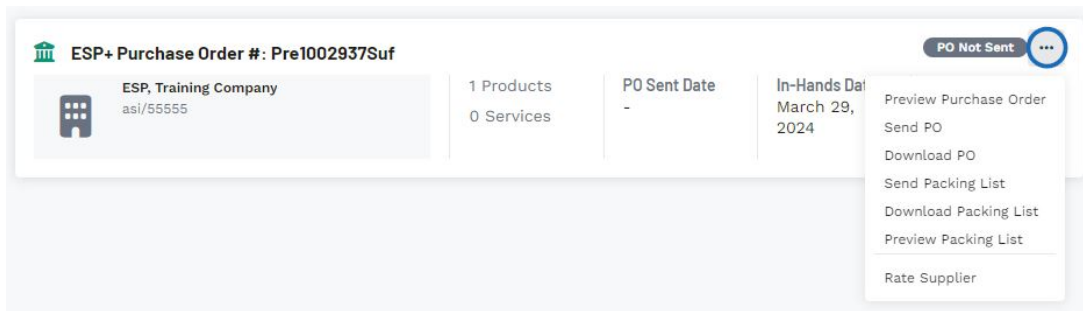 ESP+ Purchase Order #: Pre1002937Suf
PO Not Sent
ESP, Training Company
asi/55555
1 Products
0 Services
PO Sent Date
-
In-Hands Dat
March 29,
2024
Preview Purchase Order
Send PO
Download PO
Send Packing List
Download Packing List
Preview Packing List
Rate Supplier